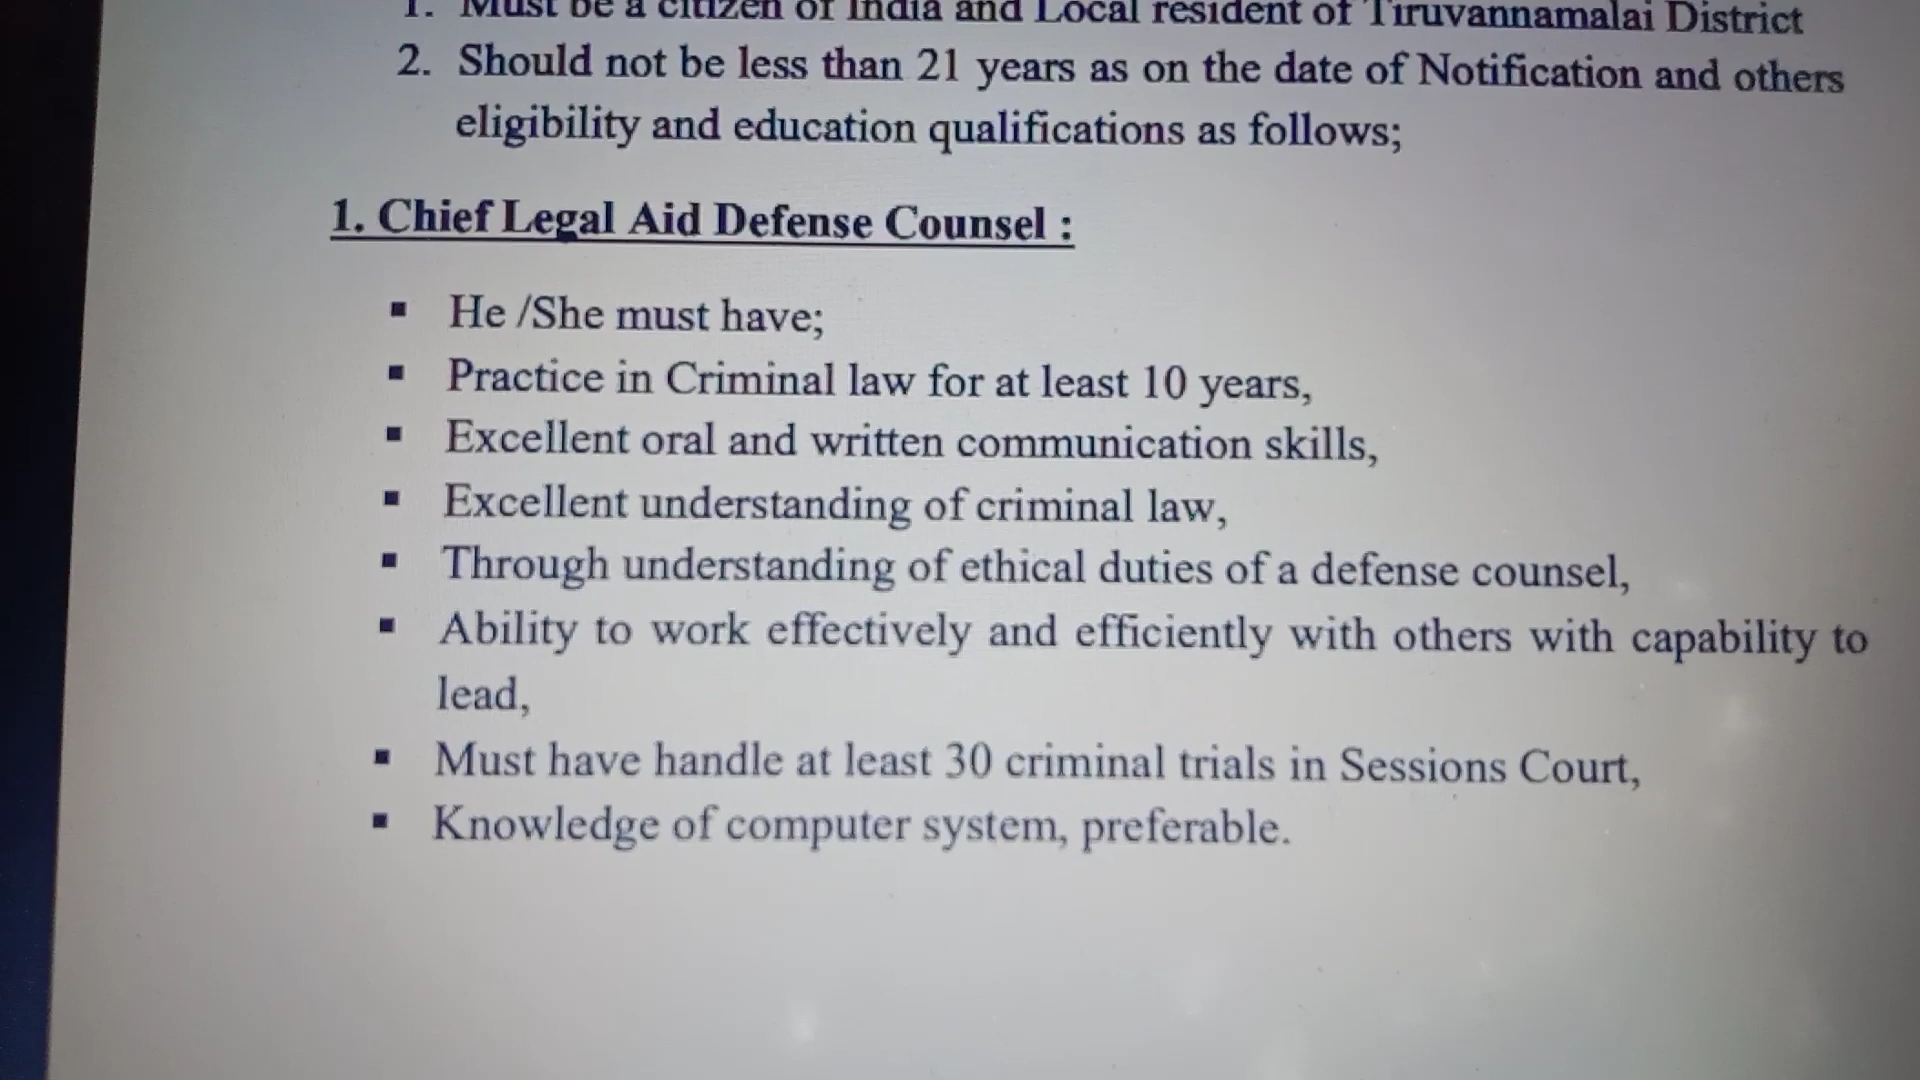 1. Must be a citizen of India and Local resident of Tiruvannamalai District
2. Should not be less than 21 years as on the date of Notification and others
eligibility and education qualifications as follows;
1. Chief Legal Aid Defense Counsel :
▪ He /She must have;
▪ Practice in Criminal law for at least 10 years,
▪ Excellent oral and written communication skills,
▪ Excellent understanding of criminal law,
▪ Through understanding of ethical duties of a defense counsel,
▪ Ability to work effectively and efficiently with others with capability to
lead,
▪ Must have handle at least 30 criminal trials in Sessions Court,
▪ Knowledge of computer system, preferable.